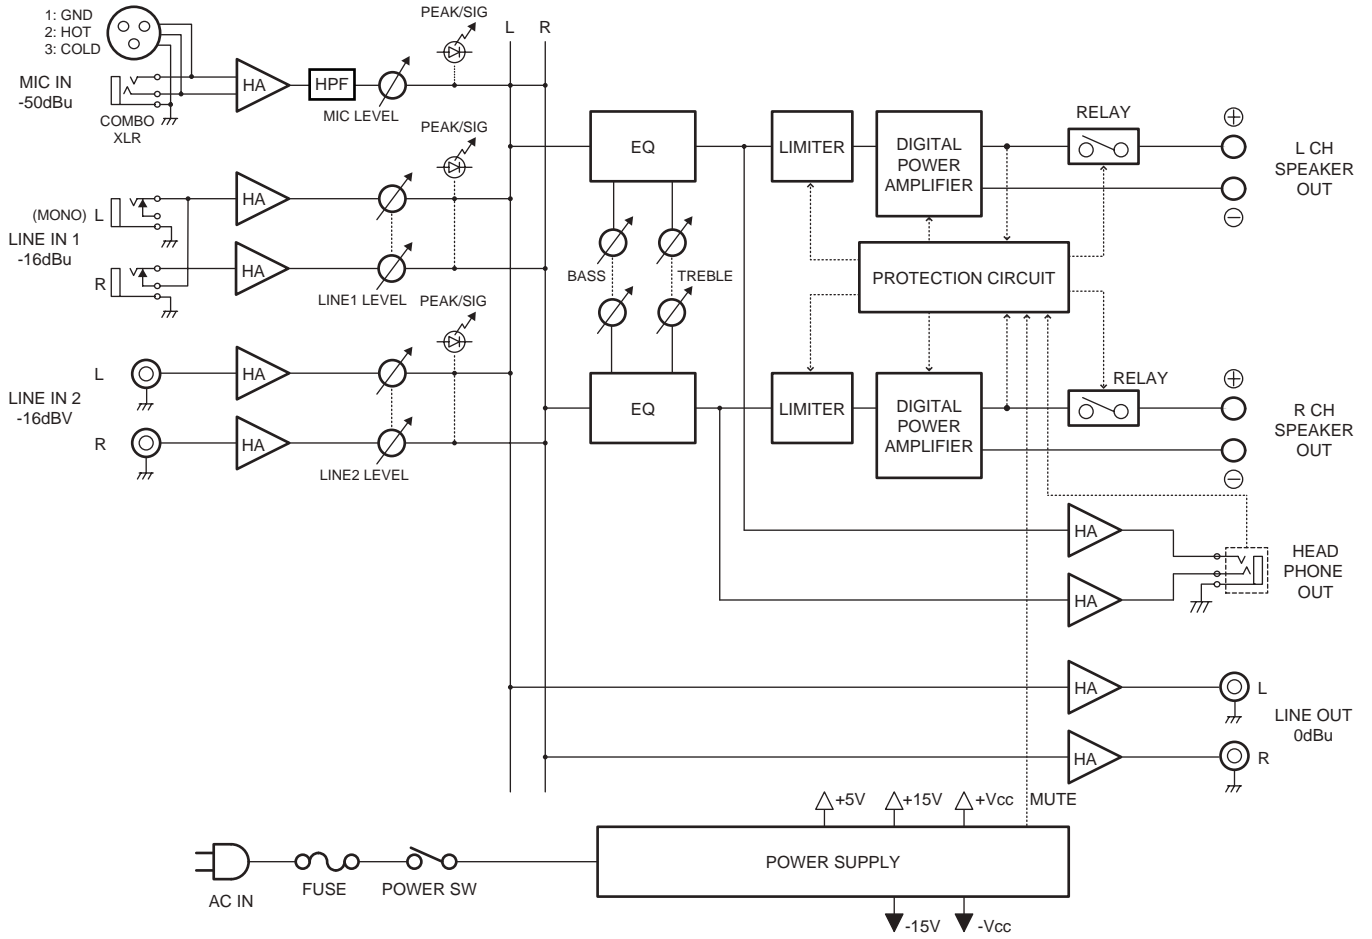 1: GND
2: HOT
3: COLD
MIC IN
-50dBu
COMBO
XLR
HA
HPF
MIC LEVEL
PEAK/SIG
L
R
(MONO)
L
LINE IN 1
-16dBu
R
HA
HA
LINE1 LEVEL
PEAK/SIG
L
LINE IN 2
-16dBV
R
HA
HA
LINE2 LEVEL
PEAK/SIG
EQ
BASS
TREBLE
EQ
LIMITER
DIGITAL
POWER
AMPLIFIER
RELAY
L CH
SPEAKER
OUT
PROTECTION CIRCUIT
LIMITER
DIGITAL
POWER
AMPLIFIER
RELAY
R CH
SPEAKER
OUT
HA
HA
HEAD
PHONE
OUT
HA
L
LINE OUT
0dBu
HA
R
+5V
+15V
+Vcc
MUTE
AC IN
FUSE
POWER SW
POWER SUPPLY
-15V
-Vcc